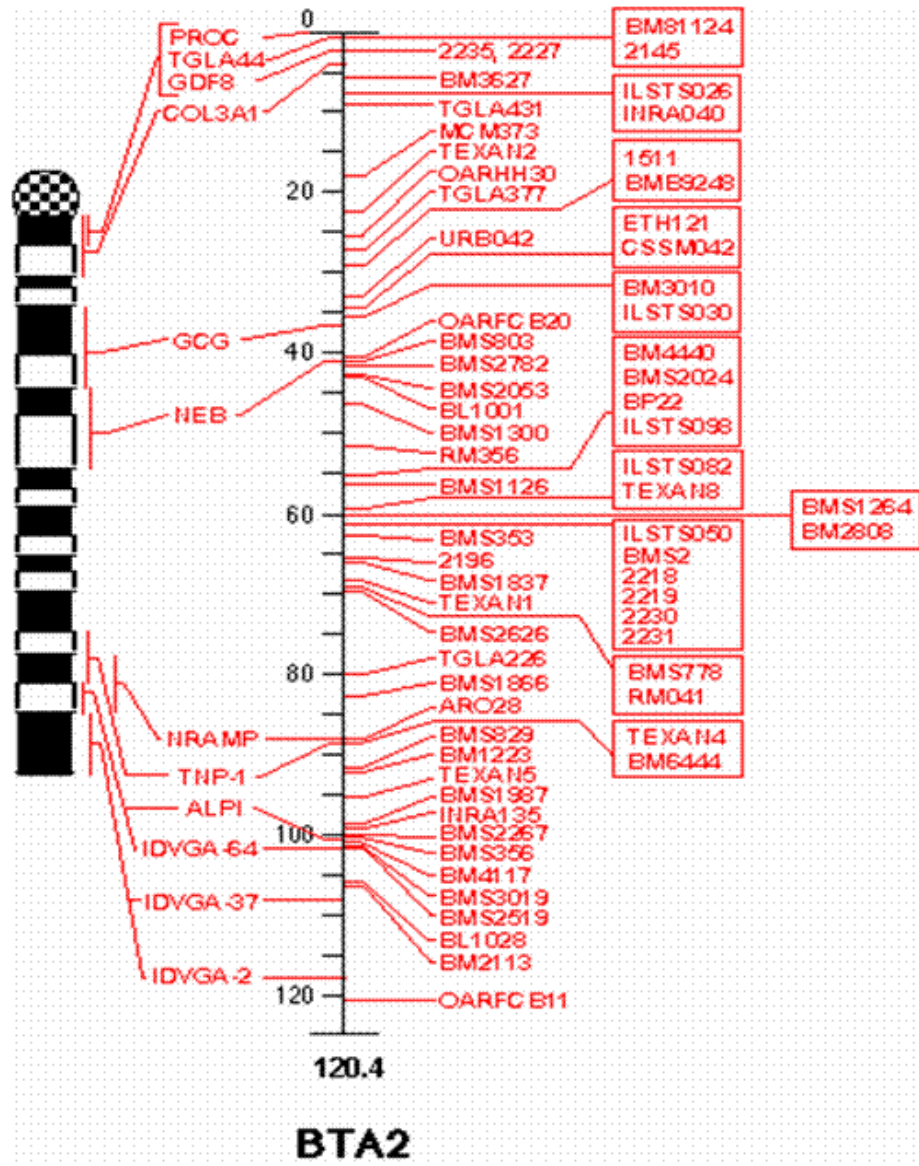 0
PROC
TGLA44
GDF8
COL3A1
GCG
NEB
NRAMP
TNP-1
ALPI
IDVGA-64
IDVGA-37
IDVGA-2
20
40
60
80
100
120
120.4
2235, 2227
BM3627
TGLA431
MCM373
TEXAN2
OARHH30
TGLA377
URB042
OARFCB20
BMS803
BMS2782
BMS2053
BL1001
BMS1300
RM356
BMS1126
BMS353
2196
BMS1837
TEXAN1
BMS2626
TGLA226
BMS1866
ARO28
BMS829
BM1223
TEXAN5
BMS1987
INRA135
BMS2267
BMS356
BM4117
BMS3019
BMS2519
BL1028
BM2113
OARFCB11
BM81124
2145
ILSTS026
INRA040
1511
BME9248
ETH121
CSSM042
BM3010
ILSTS030
BM4440
BMS2024
BP22
ILSTS098
ILSTS082
TEXAN8
BMS1264
BM2808
ILSTS050
BMS2
2218
2219
2230
2231
BMS778
RM041
TEXAN4
BM6444
BTA2